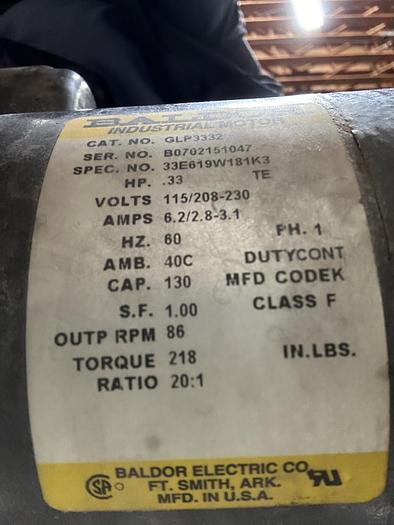 INDUSTRIAL MOTOR
CAT. NO. GLP3332
SER. NO. B0702151047
SPEC. NO. 33E619W181K3
HP. .33 TE
VOLTS 115/208-230
AMPS 6.2/2.8-3.1
HZ. 60 PH. 1
AMB. 40C DUTYCONT
CAP. 130 MFD CODEK
S.F. 1.00 CLASS F
OUTP RPM 86
TORQUE 218 IN.LBS.
RATIO 20:1
BALDOR ELECTRIC CO.
FT. SMITH, ARK.
MFD. IN U.S.A.